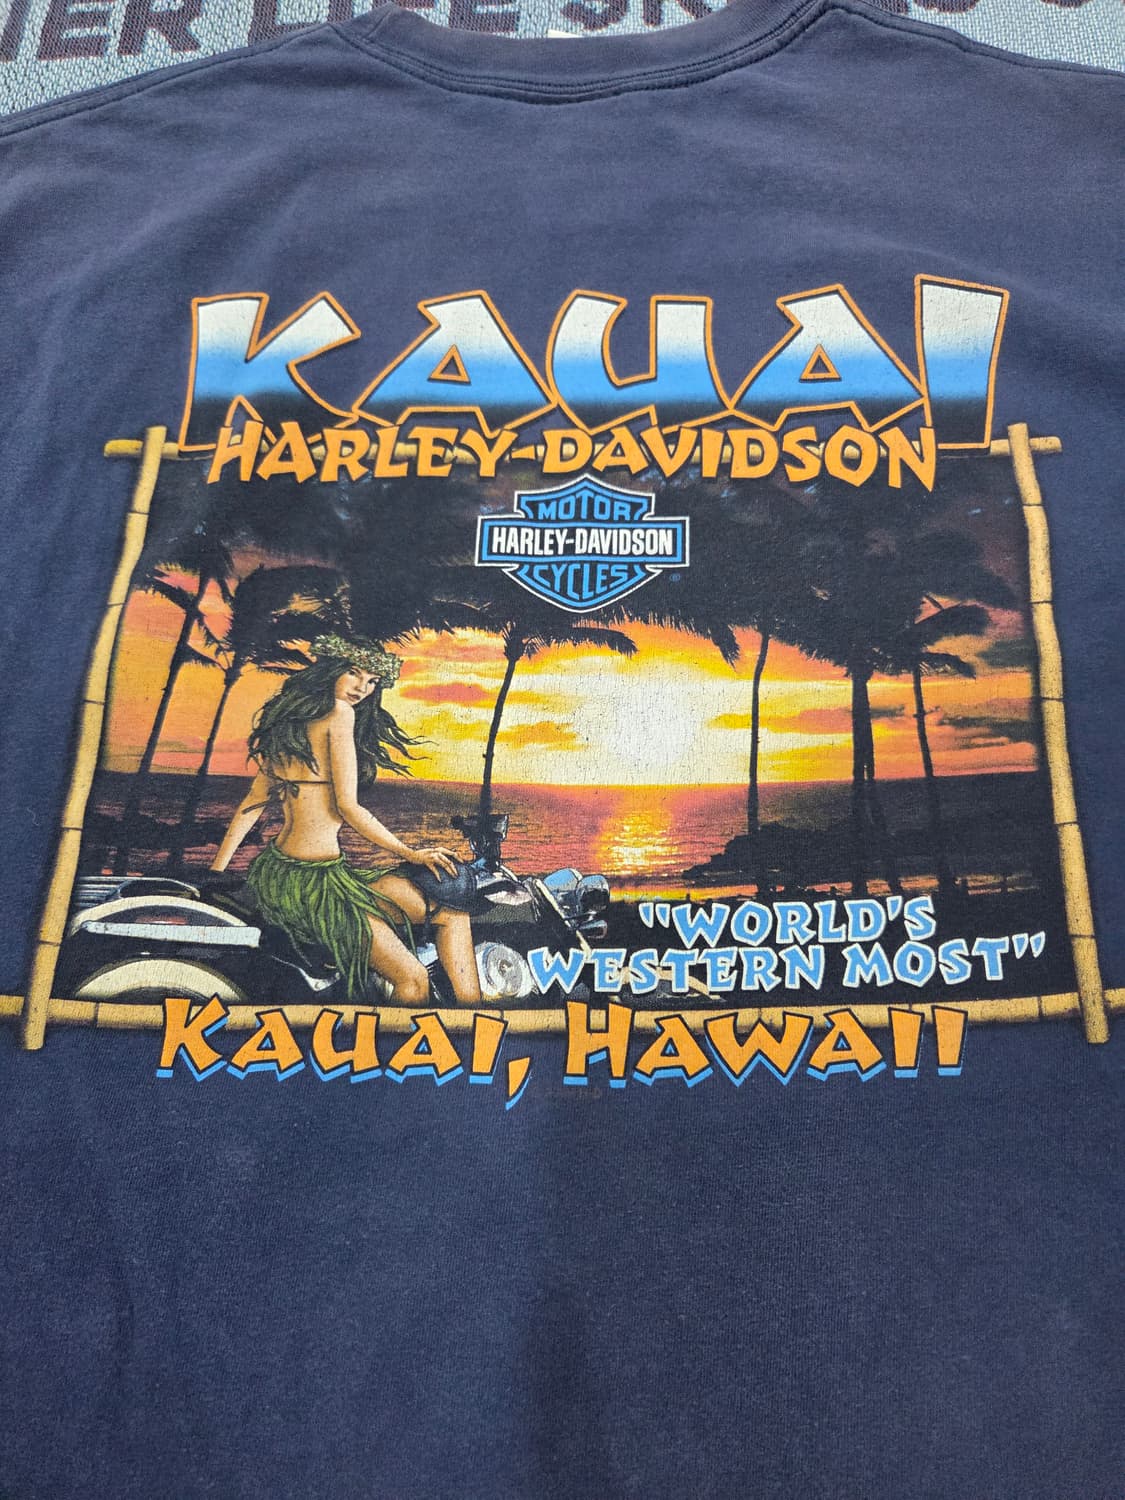 KAUAI
HARLEY-DAVIDSON
MOTOR
HARLEY-DAVIDSON
CYCLES
®
"WORLD'S
WESTERN MOST"
KAUAI, HAWAII